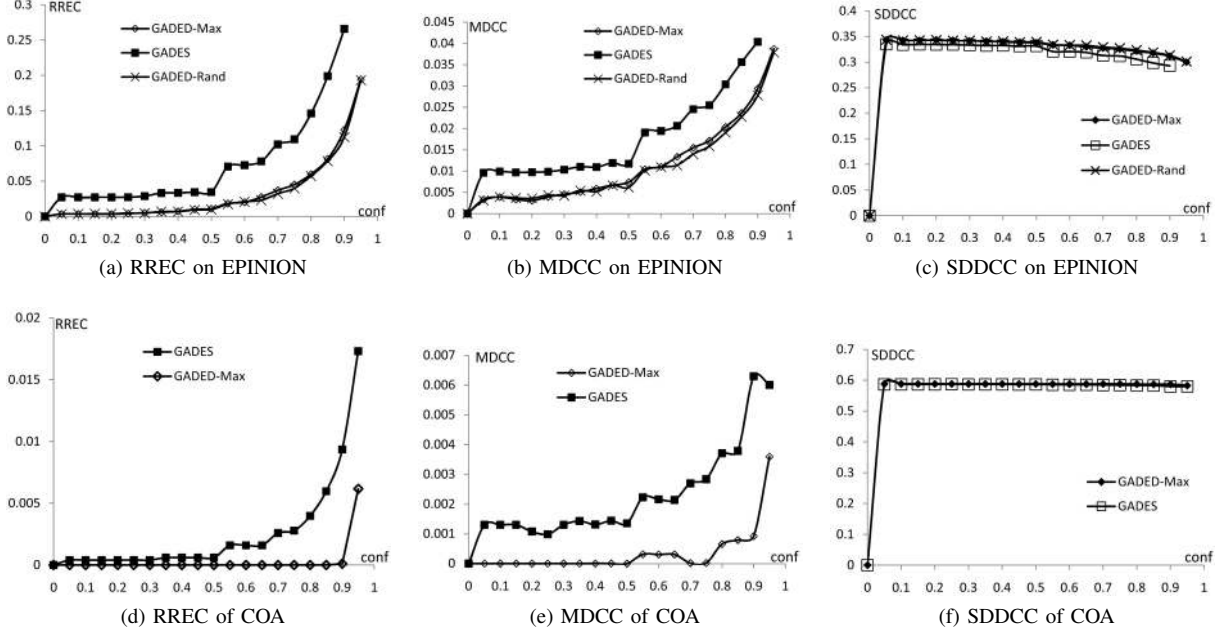 RREC
0.3
0.25
0.2
0.15
0.1
0.05
0
GADED-Max
GADES
GADED-Rand
conf
0 0.1 0.2 0.3 0.4 0.5 0.6 0.7 0.8 0.9 1
(a) RREC on EPINION
MDCC
0.045
0.04
0.035
0.03
0.025
0.02
0.015
0.01
0.005
0
GADED-Max
GADES
GADED-Rand
conf
0 0.1 0.2 0.3 0.4 0.5 0.6 0.7 0.8 0.9 1
(b) MDCC on EPINION
SDDCC
0.4
0.35
0.3
0.25
0.2
0.15
0.1
0.05
0
GADED-Max
GADES
GADED-Rand
conf
0 0.1 0.2 0.3 0.4 0.5 0.6 0.7 0.8 0.9 1
(c) SDDCC on EPINION
RREC
0.02
0.015
0.01
0.005
0
GADES
GADED-Max
conf
0 0.1 0.2 0.3 0.4 0.5 0.6 0.7 0.8 0.9 1
(d) RREC of COA
MDCC
0.007
0.006
0.005
0.004
0.003
0.002
0.001
0
GADED-Max
GADES
conf
0 0.1 0.2 0.3 0.4 0.5 0.6 0.7 0.8 0.9 1
(e) MDCC of COA
SDDCC
0.7
0.6
0.5
0.4
0.3
0.2
0.1
0
GADED-Max
GADES
conf
0 0.1 0.2 0.3 0.4 0.5 0.6 0.7 0.8 0.9 1
(f) SDDCC of COA